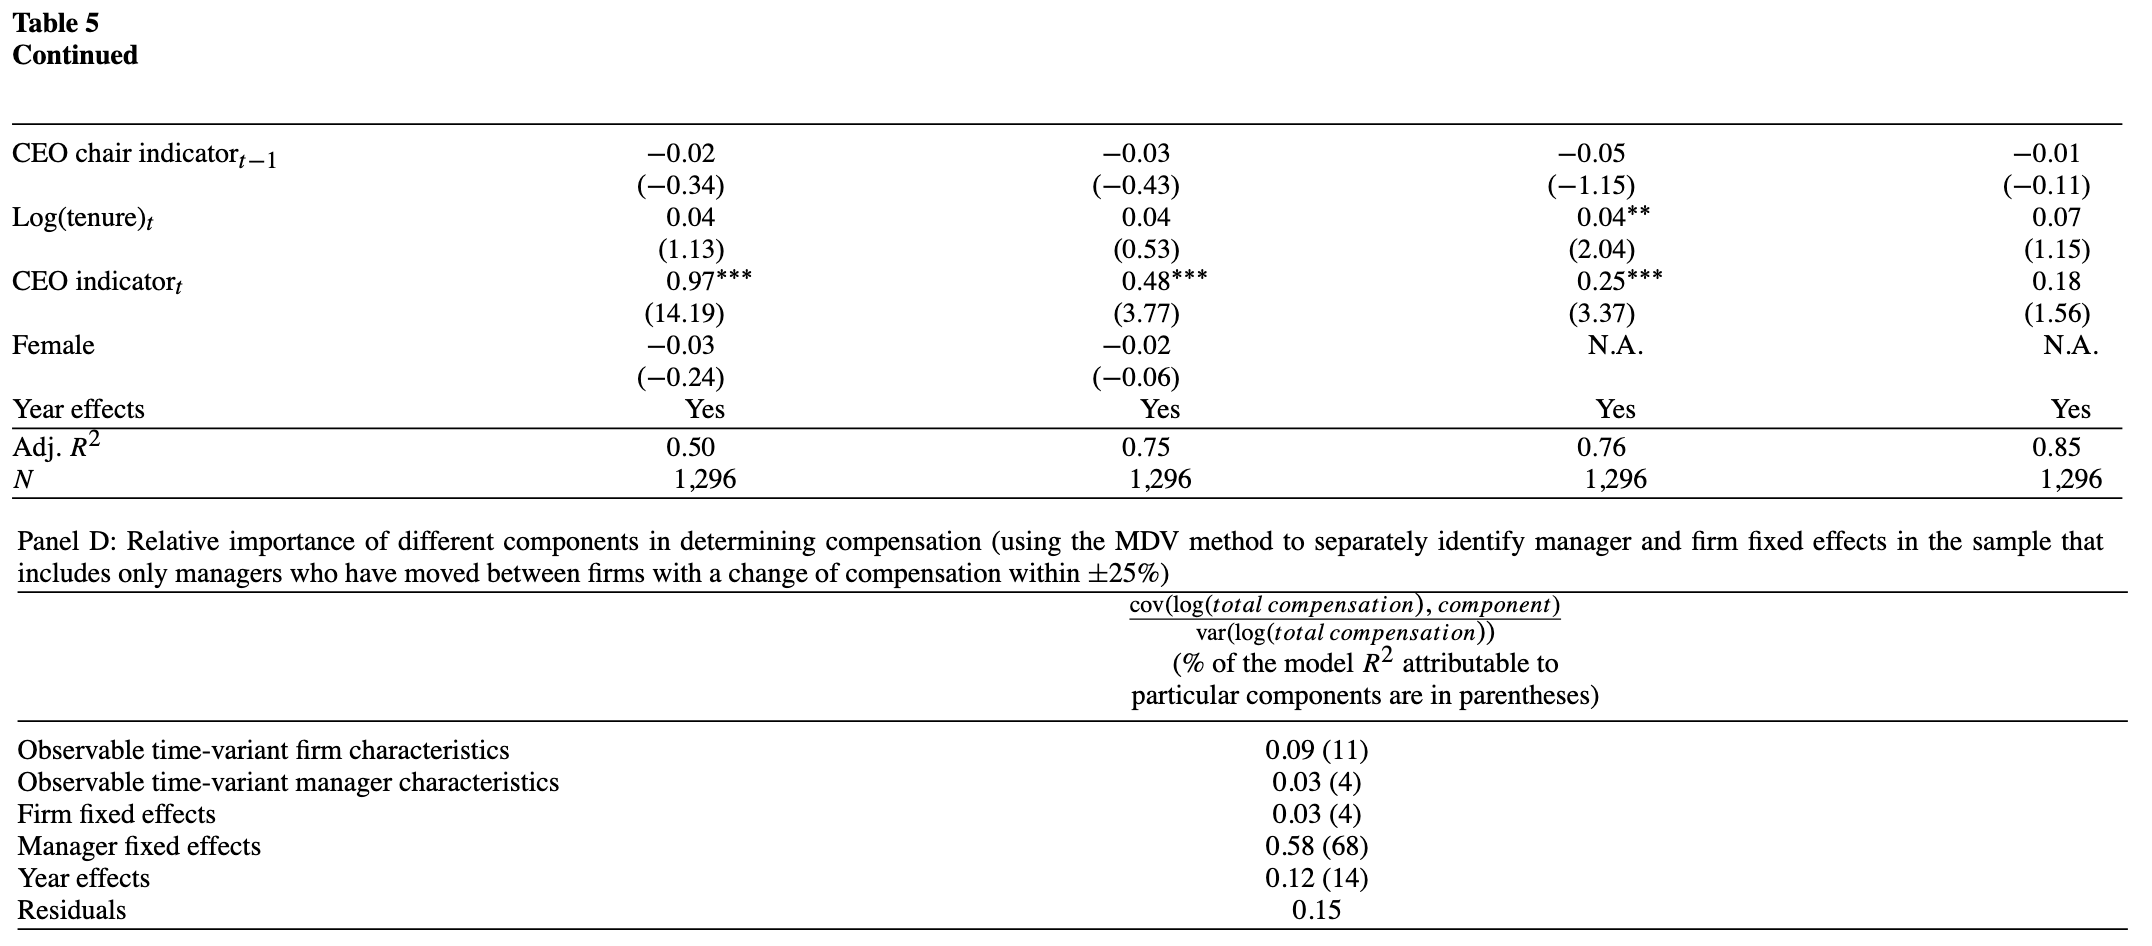 Table 5
Continued
CEO chair indicator_{t−1} −0.02 −0.03 −0.05 −0.01
(−0.34) (−0.43) (−1.15) (−0.11)
Log(tenure)_t 0.04 0.04 0.04** 0.07
(1.13) (0.53) (2.04) (1.15)
CEO indicator_t 0.97*** 0.48*** 0.25*** 0.18
(14.19) (3.77) (3.37) (1.56)
Female −0.03 −0.02 N.A. N.A.
(−0.24) (−0.06)
Year effects Yes Yes Yes Yes
Adj. R² 0.50 0.75 0.76 0.85
N 1,296 1,296 1,296 1,296
Panel D: Relative importance of different components in determining compensation (using the MDV method to separately identify manager and firm fixed effects in the sample that
includes only managers who have moved between firms with a change of compensation within ±25%)
cov(log(total compensation), component)
var(log(total compensation))
(% of the model R² attributable to
particular components are in parentheses)
Observable time-variant firm characteristics 0.09 (11)
Observable time-variant manager characteristics 0.03 (4)
Firm fixed effects 0.03 (4)
Manager fixed effects 0.58 (68)
Year effects 0.12 (14)
Residuals 0.15